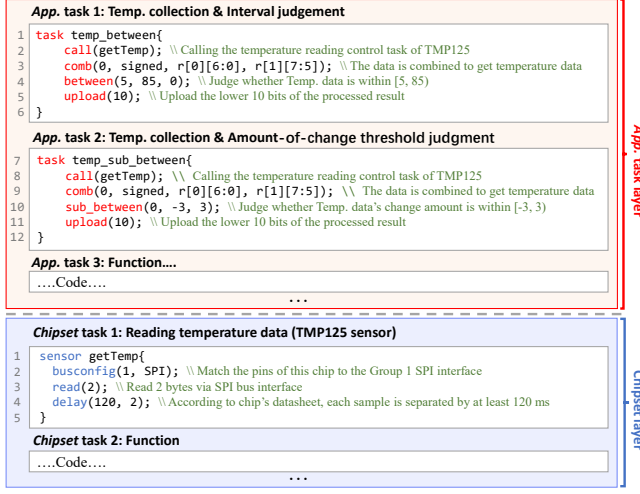 App. task 1: Temp. collection & Interval judgement
1 task temp_between{
2 call(getTemp); \\ Calling the temperature reading control task of TMP125
3 comb(0, signed, r[0][6:0], r[1][7:5]); \\ The data is combined to get temperature data
4 between(5, 85, 0); \\ Judge whether Temp. data is within [5, 85)
5 upload(10); \\ Upload the lower 10 bits of the processed result
6 }
App. task 2: Temp. collection & Amount-of-change threshold judgment
7 task temp_sub_between{
8 call(getTemp); \\ Calling the temperature reading control task of TMP125
9 comb(0, signed, r[0][6:0], r[1][7:5]); \\ The data is combined to get temperature data
10 sub_between(0, -3, 3); \\ Judge whether Temp. data's change amount is within [-3, 3)
11 upload(10); \\ Upload the lower 10 bits of the processed result
12 }
App. task 3: Function....
....Code....
...
App. task layer
Chipset task 1: Reading temperature data (TMP125 sensor)
1 sensor getTemp{
2 busconfig(1, SPI); \\ Match the pins of this chip to the Group 1 SPI interface
3 read(2); \\ Read 2 bytes via SPI bus interface
4 delay(120, 2); \\ According to chip's datasheet, each sample is separated by at least 120 ms
5 }
Chipset task 2: Function
....Code....
...
Chipset layer